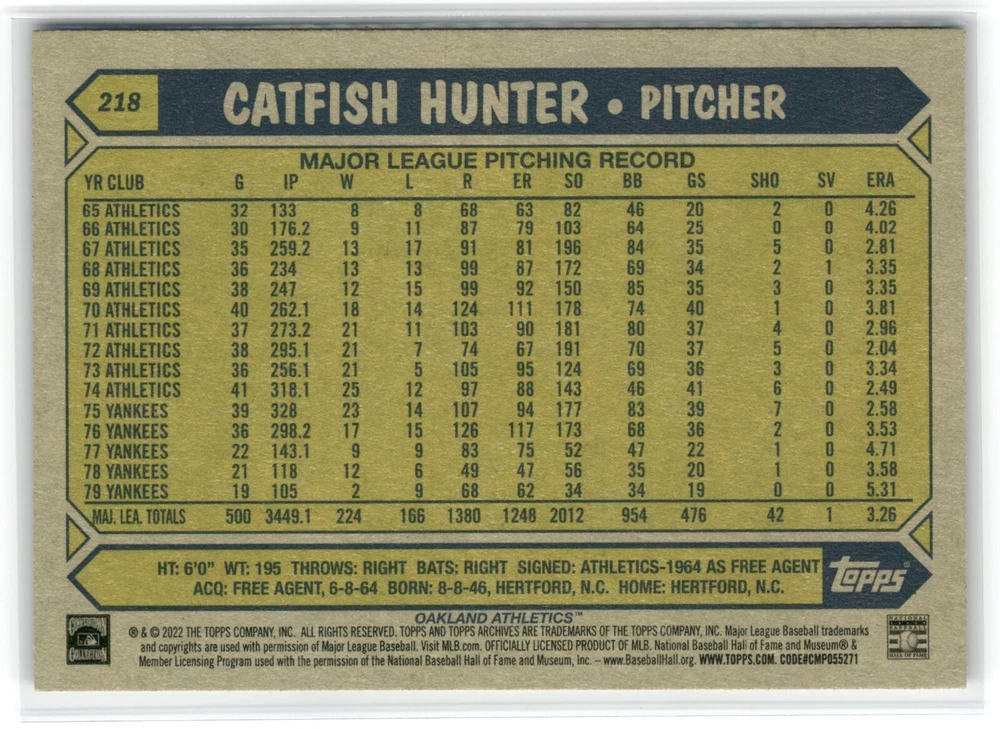 218
CATFISH HUNTER • PITCHER
MAJOR LEAGUE PITCHING RECORD
YR CLUB G IP W L R ER SO BB GS SHO SV ERA
65 ATHLETICS 32 133 8 8 68 63 82 46 20 2 0 4.26
66 ATHLETICS 30 176.2 9 11 87 79 103 64 25 0 0 4.02
67 ATHLETICS 35 259.2 13 17 91 81 196 84 35 5 0 2.81
68 ATHLETICS 36 234 13 13 99 87 172 69 34 2 1 3.35
69 ATHLETICS 38 247 12 15 99 92 150 85 35 3 0 3.35
70 ATHLETICS 40 262.1 18 14 124 111 178 74 40 1 0 3.81
71 ATHLETICS 37 273.2 21 11 103 90 181 80 37 4 0 2.96
72 ATHLETICS 38 295.1 21 7 74 67 191 70 37 5 0 2.04
73 ATHLETICS 36 256.1 21 5 105 95 124 69 36 3 0 3.34
74 ATHLETICS 41 318.1 25 12 97 88 143 46 41 6 0 2.49
75 YANKEES 39 328 23 14 107 94 177 83 39 7 0 2.58
76 YANKEES 36 298.2 17 15 126 117 173 68 36 2 0 3.53
77 YANKEES 22 143.1 9 9 83 75 52 47 22 1 0 4.71
78 YANKEES 21 118 12 6 49 47 56 35 20 1 0 3.58
79 YANKEES 19 105 2 9 68 62 34 34 19 0 0 5.31
MAJ. LEA. TOTALS 500 3449.1 224 166 1380 1248 2012 954 476 42 1 3.26
HT: 6'0" WT: 195 THROWS: RIGHT BATS: RIGHT SIGNED: ATHLETICS-1964 AS FREE AGENT
ACQ: FREE AGENT, 6-8-64 BORN: 8-8-46, HERTFORD, N.C. HOME: HERTFORD, N.C.
Topps®
OAKLAND ATHLETICS™
® & © 2022 THE TOPPS COMPANY, INC. ALL RIGHTS RESERVED. TOPPS AND TOPPS ARCHIVES ARE TRADEMARKS OF THE TOPPS COMPANY, INC. Major League Baseball trademarks
and copyrights are used with permission of Major League Baseball. Visit MLB.com. OFFICIALLY LICENSED PRODUCT OF MLB. National Baseball Hall of Fame and Museum® &
Member Licensing Program used with the permission of the National Baseball Hall of Fame and Museum, Inc. – www.BaseballHall.org. WWW.TOPPS.COM. CODE#CMP055271
COOPERSTOWN
COLLECTION
NATIONAL
BASEBALL
HALL OF FAME